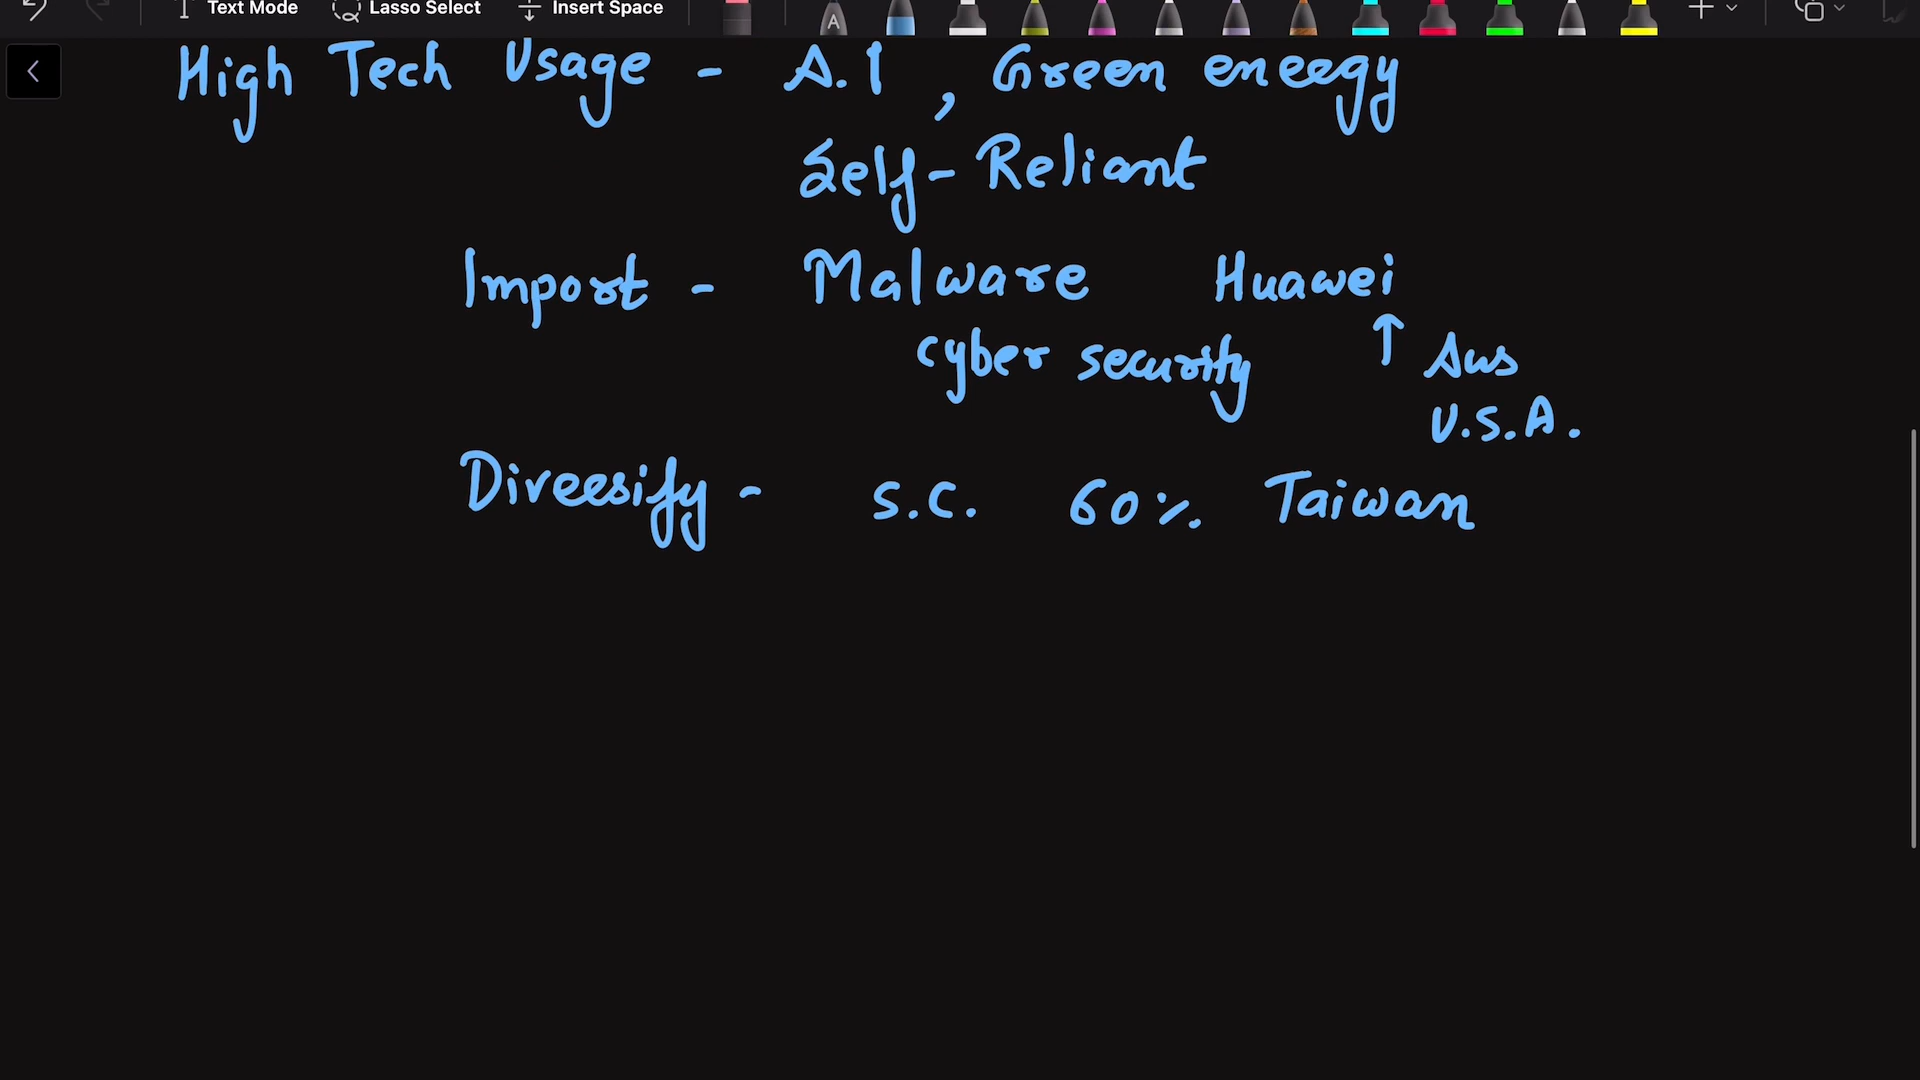 Text Mode Lasso Select Insert Space
A
High Tech Usage - A.I , Green energy
Self-Reliant
Import - Malware Huawei
cyber security ↑ Aus
U.S.A.
Diversify - S.C. 60% Taiwan